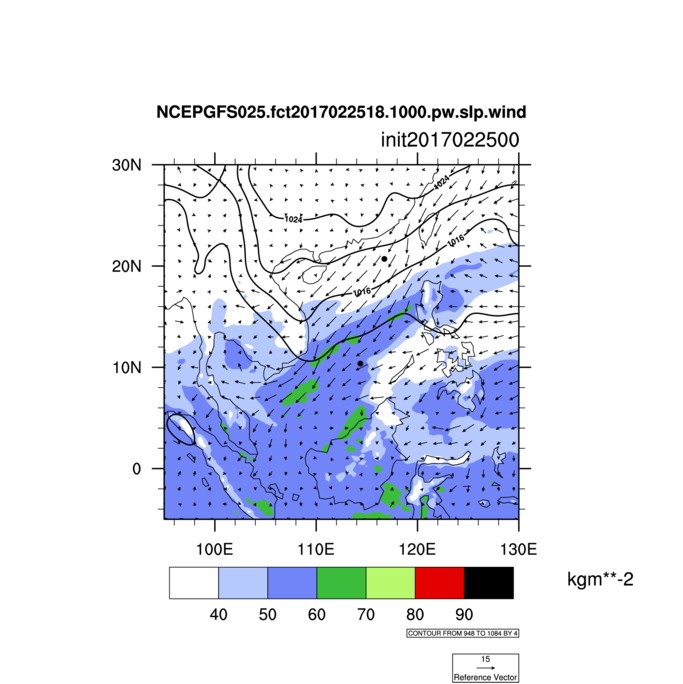 NCEPGFS025.fct2017022518.1000.pw.slp.wind
init2017022500
30N
20N
10N
0
100E 110E 120E 130E
1024
1024
1016
1016
40 50 60 70 80 90
kgm**-2
CONTOUR FROM 948 TO 1084 BY 4
15
Reference Vector